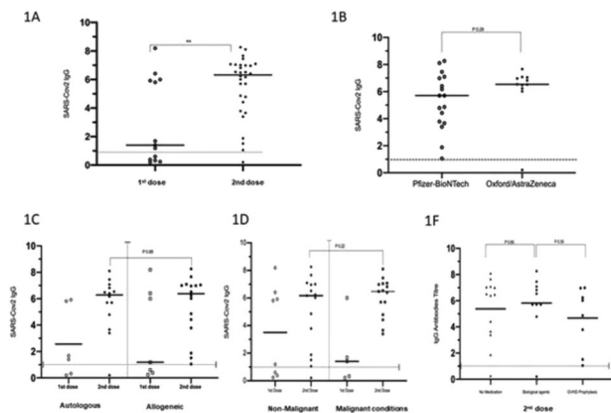 1A
SARS-Cov2 IgG
10
8
6
4
2
0
**
1st dose
2nd dose
1B
SARS-Cov2 IgG
10
8
6
4
2
0
Pfizer-BioNTech
Oxford/AstraZeneca
1C
SARS-Cov2 IgG
10
8
6
4
2
0
1st dose
2nd dose
1st dose
2nd dose
Autologous
Allogeneic
1D
SARS-Cov2 IgG
10
8
6
4
2
0
1st Dose
2nd Dose
1st Dose
2nd Dose
Non-Malignant
Malignant conditions
1F
IgG Antibodies Titre
10
8
6
4
2
0
No Medication
Biological agents
GVHD Prophylaxis
2nd dose